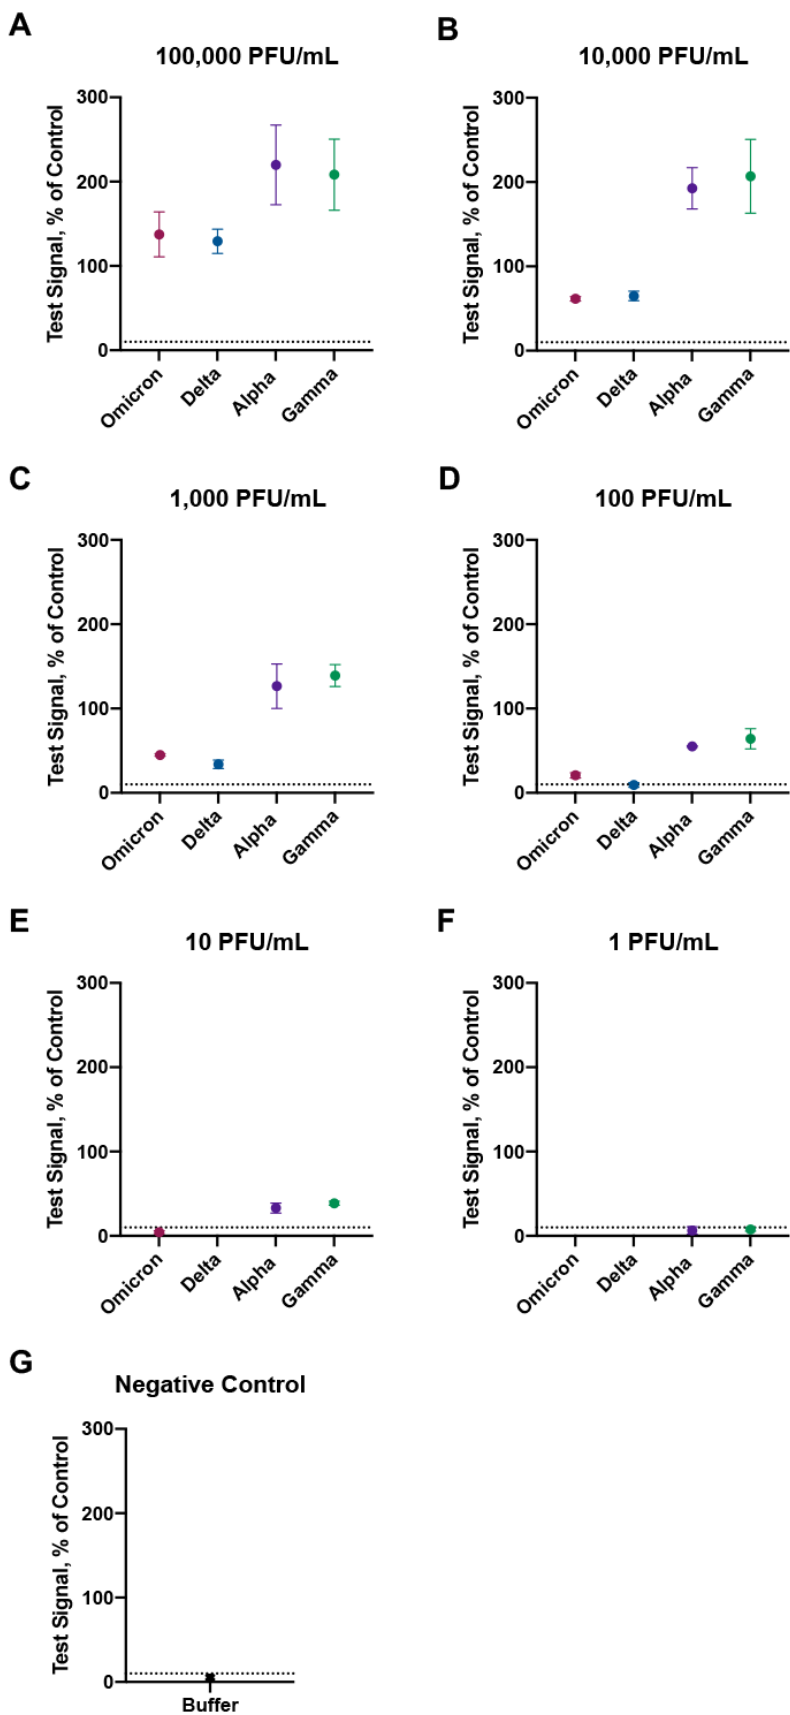 A
100,000 PFU/mL
Test Signal, % of Control
300
200
100
0
Omicron
Delta
Alpha
Gamma
B
10,000 PFU/mL
Test Signal, % of Control
300
200
100
0
Omicron
Delta
Alpha
Gamma
C
1,000 PFU/mL
Test Signal, % of Control
300
200
100
0
Omicron
Delta
Alpha
Gamma
D
100 PFU/mL
Test Signal, % of Control
300
200
100
0
Omicron
Delta
Alpha
Gamma
E
10 PFU/mL
Test Signal, % of Control
300
200
100
0
Omicron
Delta
Alpha
Gamma
F
1 PFU/mL
Test Signal, % of Control
300
200
100
0
Omicron
Delta
Alpha
Gamma
G
Negative Control
Test Signal, % of Control
300
200
100
0
Buffer